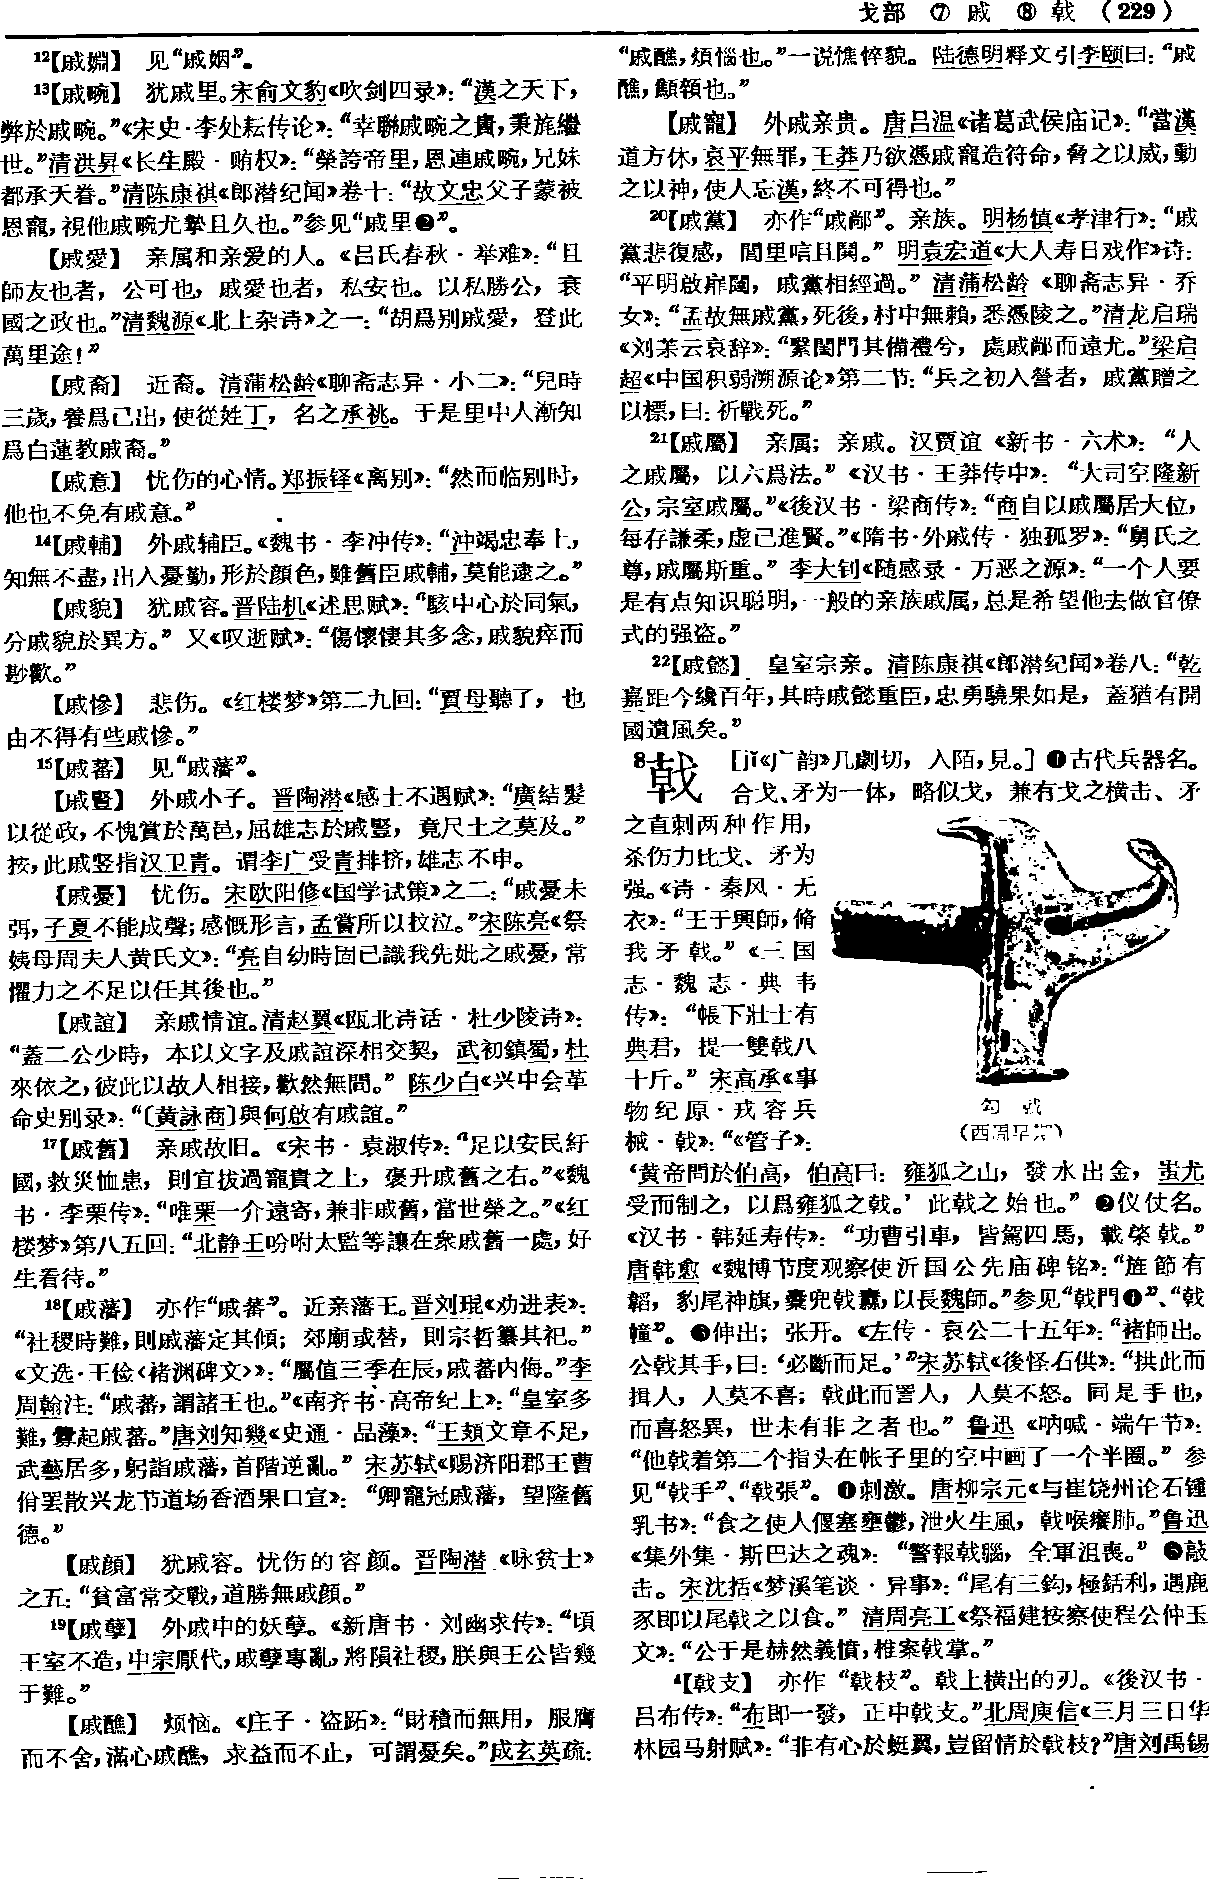 戈部 ⑦ 戚 ⑧ 戟 (229)
12【戚嫺】 见“戚姻”。
13【戚畹】 犹戚里。宋俞文豹《吹剑四录》：“漢之天下，
弊於戚畹。”《宋史·李处耘传论》：“幸聯戚畹之貴，秉旄繼
世。”清洪昇《长生殿·贿权》：“榮誇帝里，恩連戚畹，兄妹
都承天眷。”清陈康祺《郎潜纪闻》卷十：“故文忠父子蒙被
恩寵，視他戚畹尤摯且久也。”参见“戚里❷”。
【戚愛】 亲属和亲爱的人。《吕氏春秋·举难》：“且
師友也者，公可也，戚愛也者，私安也。以私勝公，衰
國之政也。”清魏源《北上杂诗》之一：“胡爲别戚愛，登此
萬里途！”
【戚裔】 近裔。清蒲松龄《聊斋志异·小二》：“兒時
三歲，養爲己出，使從姓丁，名之承祧。于是里中人漸知
爲白蓮教戚裔。”
【戚意】 忧伤的心情。郑振铎《离别》：“然而临别时，
他也不免有戚意。”
14【戚輔】 外戚辅臣。《魏书·李冲传》：“沖竭忠奉上，
知無不盡，出入憂勤，形於顔色，雖舊臣戚輔，莫能逮之。”
【戚貌】 犹戚容。晋陆机《述思赋》：“駭中心於同氣，
分戚貌於異方。” 又《叹逝赋》：“傷懷悽其多念，戚貌瘁而
尠歡。”
【戚慘】 悲伤。《红楼梦》第二九回：“賈母聽了，也
由不得有些戚慘。”
15【戚蕃】 见“戚藩”。
【戚豎】 外戚小子。晋陶潜《感士不遇赋》：“廣結髮
以從政，不愧賞於萬邑，屈雄志於戚豎，竟尺土之莫及。”
按，此戚竖指汉卫青。谓李广受青排挤，雄志不申。
【戚憂】 忧伤。宋欧阳修《国学试策》之二：“戚憂未
弭，子夏不能成聲；感慨形言，孟嘗所以抆泣。”宋陈亮《祭
姨母周夫人黄氏文》：“亮自幼時固已識我先妣之戚憂，常
懼力之不足以任其後也。”
【戚誼】 亲戚情谊。清赵翼《瓯北诗话·杜少陵诗》：
“蓋二公少時，本以文字及戚誼深相交契，武初鎮蜀，杜
來依之，彼此以故人相接，歡然無間。” 陈少白《兴中会革
命史别录》：“〔黄詠商〕與何啟有戚誼。”
17【戚舊】 亲戚故旧。《宋书·袁淑传》：“足以安民紓
國，救災恤患，則宜拔過寵貴之上，褒升戚舊之右。”《魏
书·李栗传》：“唯栗一介遠寄，兼非戚舊，當世榮之。”《红
楼梦》第八五回：“北静王吩咐太監等讓在衆戚舊一處，好
生看待。”
18【戚藩】 亦作“戚蕃”。近亲藩王。晋刘琨《劝进表》：
“社稷時難，則戚藩定其傾；郊廟或替，則宗哲纂其祀。”
《文选·王俭〈褚渊碑文〉》：“屬值三季在辰，戚蕃内侮。”李
周翰注：“戚蕃，謂諸王也。”《南齐书·高帝纪上》：“皇室多
難，釁起戚蕃。”唐刘知幾《史通·品藻》：“王頍文章不足，
武藝居多，躬詣戚藩，首階逆亂。” 宋苏轼《赐济阳郡王曹
佾罢散兴龙节道场香酒果口宣》：“卿寵冠戚藩，望隆舊
德。”
【戚顔】 犹戚容。忧伤的容颜。晋陶潜《咏贫士》
之五：“貧富常交戰，道勝無戚顔。”
19【戚孽】 外戚中的妖孽。《新唐书·刘幽求传》：“頃
王室不造，中宗厭代，戚孽專亂，將隕社稷，朕與王公皆幾
于難。”
【戚醮】 烦恼。《庄子·盗跖》：“財積而無用，服膺
而不舍，滿心戚醮，求益而不止，可謂憂矣。”成玄英疏：
“戚醮，煩惱也。”一说憔悴貌。陆德明释文引李颐曰：“戚
醮，顦顇也。”
【戚寵】 外戚亲贵。唐吕温《诸葛武侯庙记》：“當漢
道方休，哀平無罪，王莽乃欲憑戚寵造符命，脅之以威，動
之以神，使人忘漢，終不可得也。”
20【戚黨】 亦作“戚鄺”。亲族。明杨慎《孝津行》：“戚
黨悲復感，閭里唁且鬨。” 明袁宏道《大人寿日戏作》诗：
“平明啟扉闥，戚黨相經過。” 清蒲松龄《聊斋志异·乔
女》：“孟故無戚黨，死後，村中無賴，悉憑陵之。”清龙启瑞
《刘茮云哀辞》：“繄閨門其備禮兮，處戚鄺而遠尤。”梁启
超《中国积弱溯源论》第二节：“兵之初入營者，戚黨贈之
以標，曰：祈戰死。”
21【戚屬】 亲属；亲戚。汉贾谊《新书·六术》：“人
之戚屬，以六爲法。”《汉书·王莽传中》：“大司空隆新
公，宗室戚屬。”《後汉书·梁商传》：“商自以戚屬居大位，
每存謙柔，虚己進賢。”《隋书·外戚传·独孤罗》：“舅氏之
尊，戚屬斯重。” 李大钊《随感录·万恶之源》：“一个人要
是有点知识聪明，一般的亲族戚属，总是希望他去做官僚
式的强盗。”
22【戚懿】 皇室宗亲。清陈康祺《郎潜纪闻》卷八：“乾
嘉距今纔百年，其時戚懿重臣，忠勇驍果如是，蓋猶有開
國遺風矣。”
8戟 [jǐ《广韵》几劇切，入陌，見。]❶古代兵器名。
合戈、矛为一体，略似戈，兼有戈之横击、矛
之直刺两种作用，
杀伤力比戈、矛为
强。《诗·秦风·无
衣》：“王于興師，脩
我矛戟。”《三国
志·魏志·典韦
传》：“帳下壯士有
典君，提一雙戟八
十斤。” 宋高承《事
物纪原·戎容兵
械·戟》：“《管子》：
‘黄帝問於伯高，伯高曰：雍狐之山，發水出金，蚩尤
受而制之，以爲雍狐之戟。’此戟之始也。”❷仪仗名。
《汉书·韩延寿传》：“功曹引車，皆駕四馬，載棨戟。”
唐韩愈《魏博节度观察使沂国公先庙碑铭》：“旌節有
韜，豹尾神旗，櫜兜戟纛，以長魏師。”参见“戟門❶”、“戟
幢”。❸伸出；张开。《左传·哀公二十五年》：“褚師出。
公戟其手，曰：‘必斷而足。’”宋苏轼《後怪石供》：“拱此而
揖人，人莫不喜；戟此而詈人，人莫不怒。同是手也，
而喜怒異，世未有非之者也。” 鲁迅《呐喊·端午节》：
“他戟着第二个指头在帐子里的空中画了一个半圈。” 参
见“戟手”、“戟張”。❹刺激。唐柳宗元《与崔饶州论石锺
乳书》：“食之使人偃塞壅鬱，泄火生風，戟喉癢肺。”鲁迅
《集外集·斯巴达之魂》：“警報戟腦，全軍沮喪。”❺敲
击。宋沈括《梦溪笔谈·异事》：“尾有三鈎，極銛利，遇鹿
豕即以尾戟之以食。” 清周亮工《祭福建按察使程公仲玉
文》：“公于是赫然義憤，椎案戟掌。”
4【戟支】 亦作“戟枝”。戟上横出的刃。《後汉书·
吕布传》：“布即一發，正中戟支。”北周庾信《三月三日华
林园马射赋》：“非有心於蜓翼，豈留情於戟枝？”唐刘禹锡
勾 戟
（西周早期）